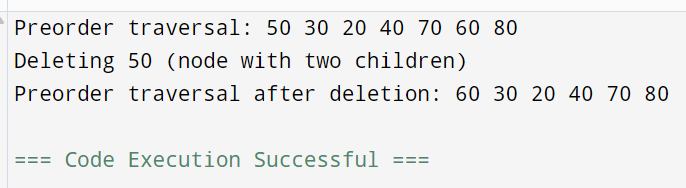 Preorder traversal: 50 30 20 40 70 60 80
Deleting 50 (node with two children)
Preorder traversal after deletion: 60 30 20 40 70 80
=== Code Execution Successful ===